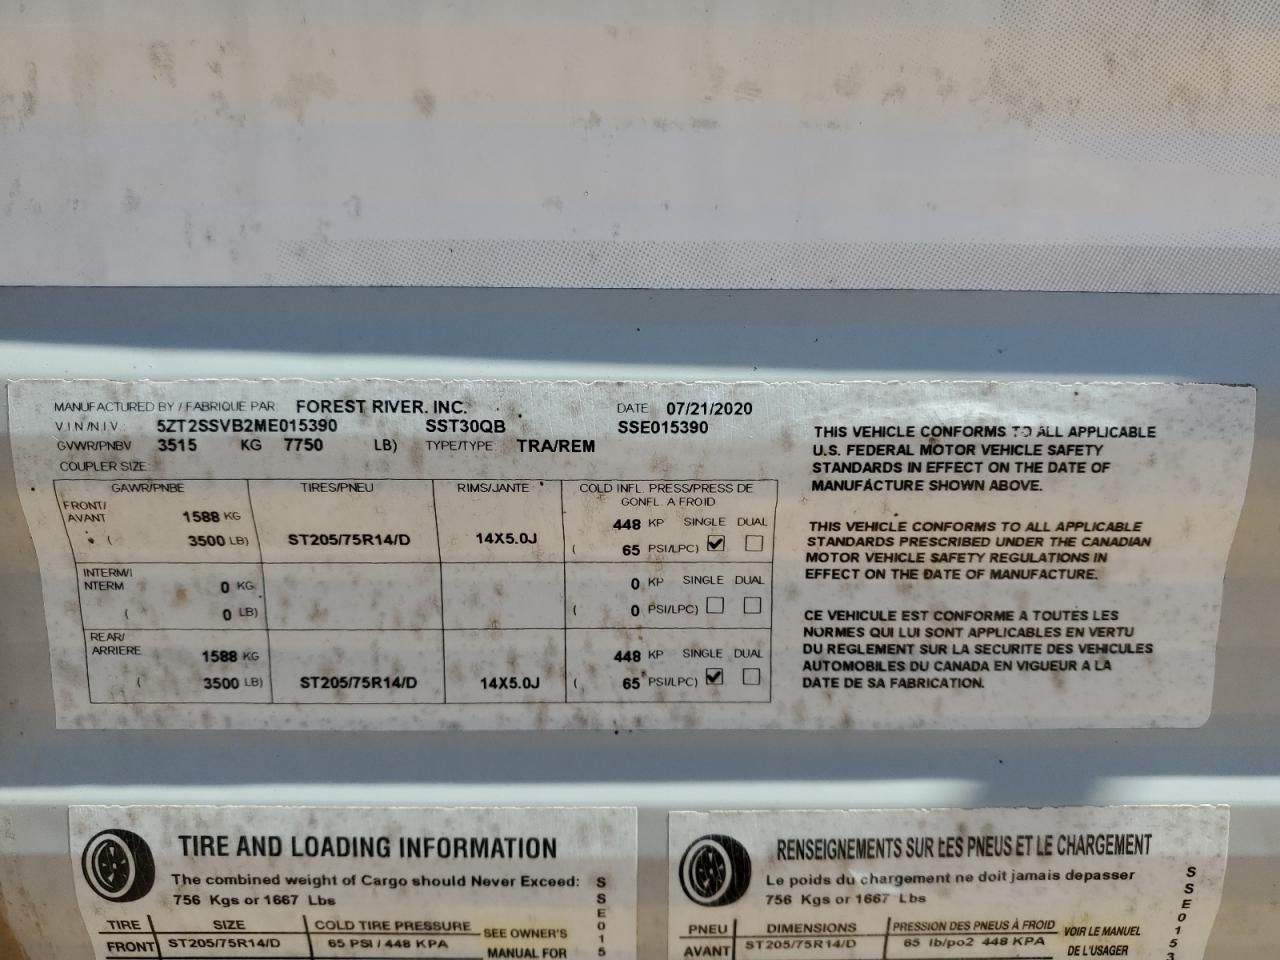 MANUFACTURED BY / FABRIQUE PAR FOREST RIVER. INC. DATE 07/21/2020
V.I.N./N.I.V.: 5ZT2SSVB2ME015390 SST30QB SSE015390
GVWR/PNBV 3515 KG 7750 LB) TYPE/TYPE: TRA/REM
COUPLER SIZE:
GAWR/PNBE TIRES/PNEU RIMS/JANTE COLD INFL. PRESS/PRESS DE
GONFL. A FROID
FRONT/
AVANT 1588 KG 448 KP SINGLE DUAL
( 3500 LB) ST205/75R14/D 14X5.0J ( 65 PSI/LPC)
INTERM/I
NTERM 0 KG 0 KP SINGLE DUAL
( 0 LB) ( 0 PSI/LPC)
REAR/
ARRIERE 1588 KG 448 KP SINGLE DUAL
( 3500 LB) ST205/75R14/D 14X5.0J ( 65 PSI/LPC)
THIS VEHICLE CONFORMS TO ALL APPLICABLE
U.S. FEDERAL MOTOR VEHICLE SAFETY
STANDARDS IN EFFECT ON THE DATE OF
MANUFACTURE SHOWN ABOVE.
THIS VEHICLE CONFORMS TO ALL APPLICABLE
STANDARDS PRESCRIBED UNDER THE CANADIAN
MOTOR VEHICLE SAFETY REGULATIONS IN
EFFECT ON THE DATE OF MANUFACTURE.
CE VEHICULE EST CONFORME A TOUTES LES
NORMES QUI LUI SONT APPLICABLES EN VERTU
DU REGLEMENT SUR LA SECURITE DES VEHICULES
AUTOMOBILES DU CANADA EN VIGUEUR A LA
DATE DE SA FABRICATION.
TIRE AND LOADING INFORMATION
The combined weight of Cargo should Never Exceed:
756 Kgs or 1667 Lbs
TIRE SIZE COLD TIRE PRESSURE SEE OWNER'S
FRONT ST205/75R14/D 65 PSI / 448 KPA MANUAL FOR
SSE015
RENSEIGNEMENTS SUR LES PNEUS ET LE CHARGEMENT
Le poids du chargement ne doit jamais depasser
756 Kgs or 1667 Lbs
PNEU DIMENSIONS PRESSION DES PNEUS À FROID VOIR LE MANUEL
AVANT ST205/75R14/D 65 lb/po2 448 KPA DE L'USAGER
SSE0153